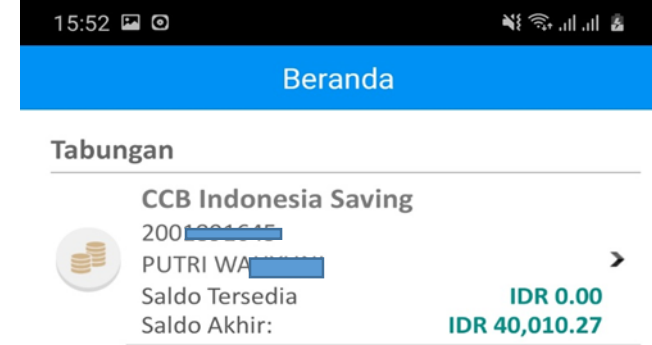 15:52
Beranda
Tabungan
CCB Indonesia Saving
200
PUTRI
Saldo Tersedia IDR 0.00
Saldo Akhir: IDR 40,010.27